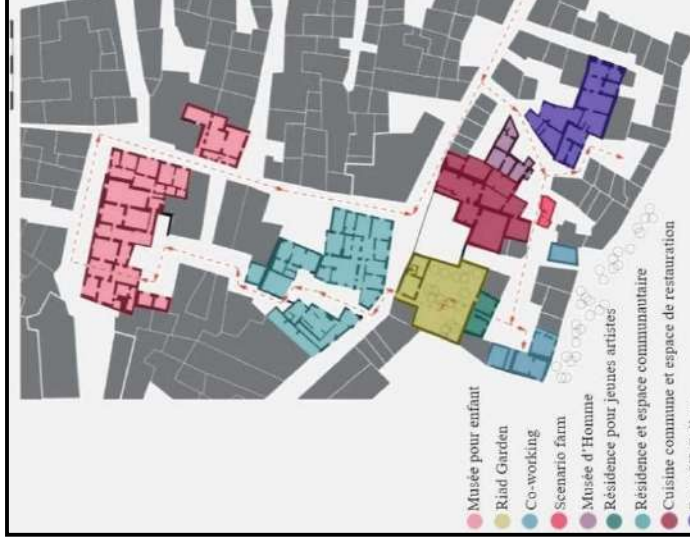 Musée pour enfant
Riad Garden
Co-working
Scenario farm
Musée d'Homme
Résidence pour jeunes artistes
Résidence et espace communautaire
Cuisine commune et espace de restauration